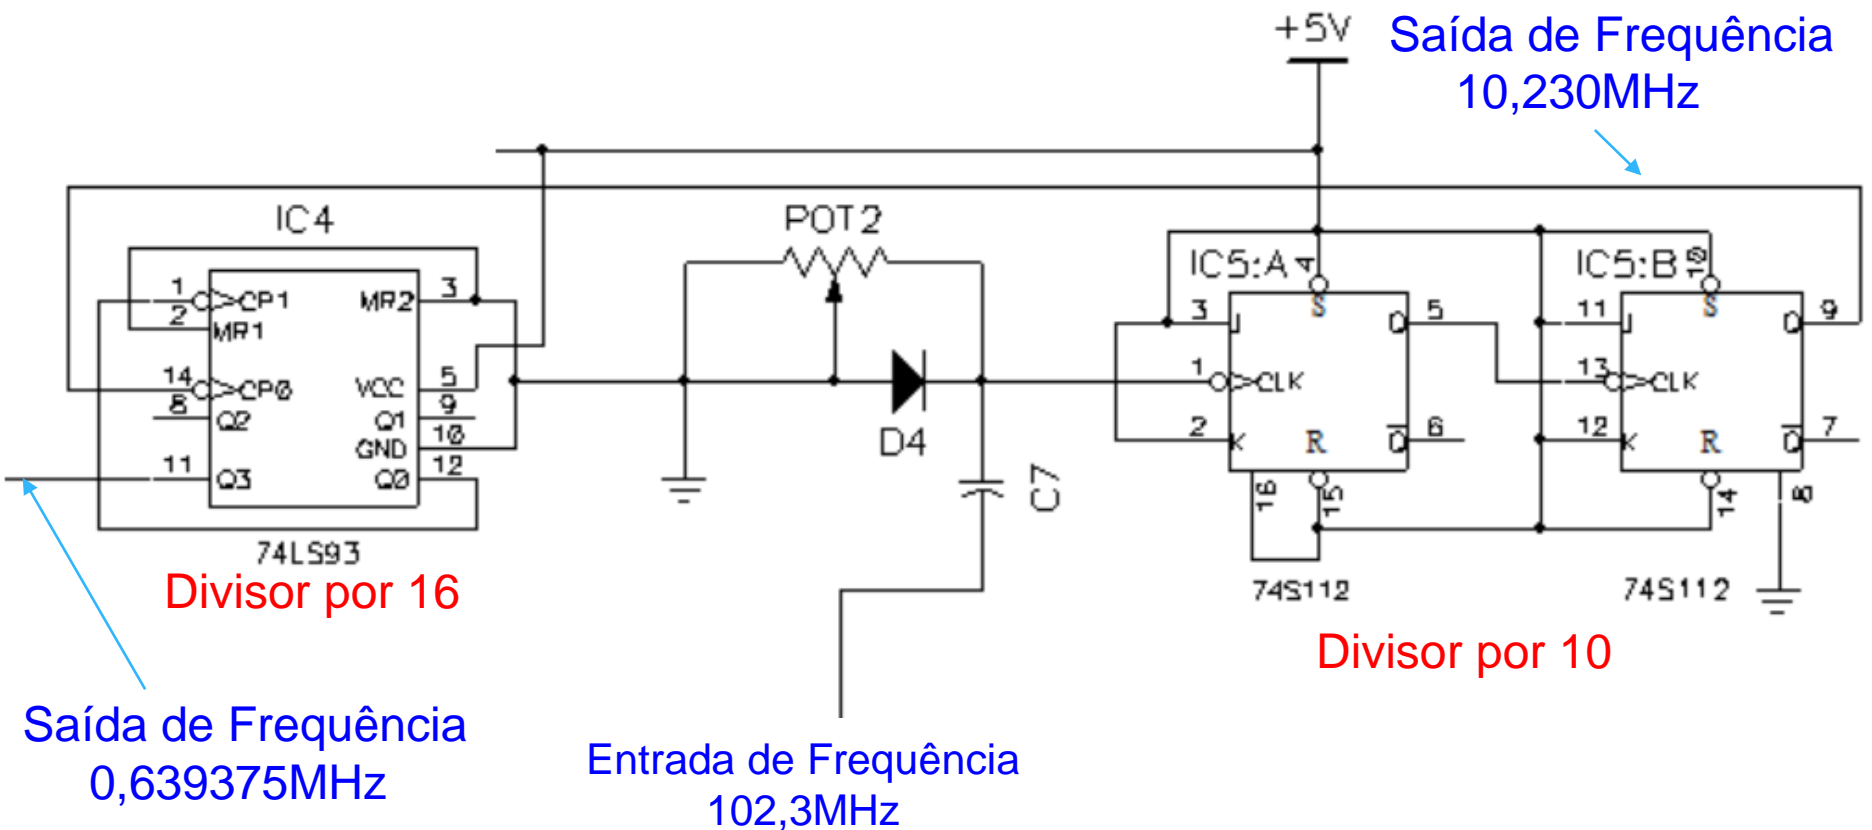 +5V
Saída de Frequência
10,230MHz
IC4
POT2
IC5:A
4
IC5:B
10
1
CP1
MR2
3
2
MR1
14
CP0
VCC
5
8
Q2
Q1
9
GND
10
11
Q3
Q0
12
74LS93
Divisor por 16
D4
C7
3
J
S
Q
5
1
CLK
2
K
R
Q
6
16
15
74S112
11
J
S
Q
9
13
CLK
12
K
R
Q
7
14
8
74S112
Divisor por 10
Saída de Frequência
0,639375MHz
Entrada de Frequência
102,3MHz